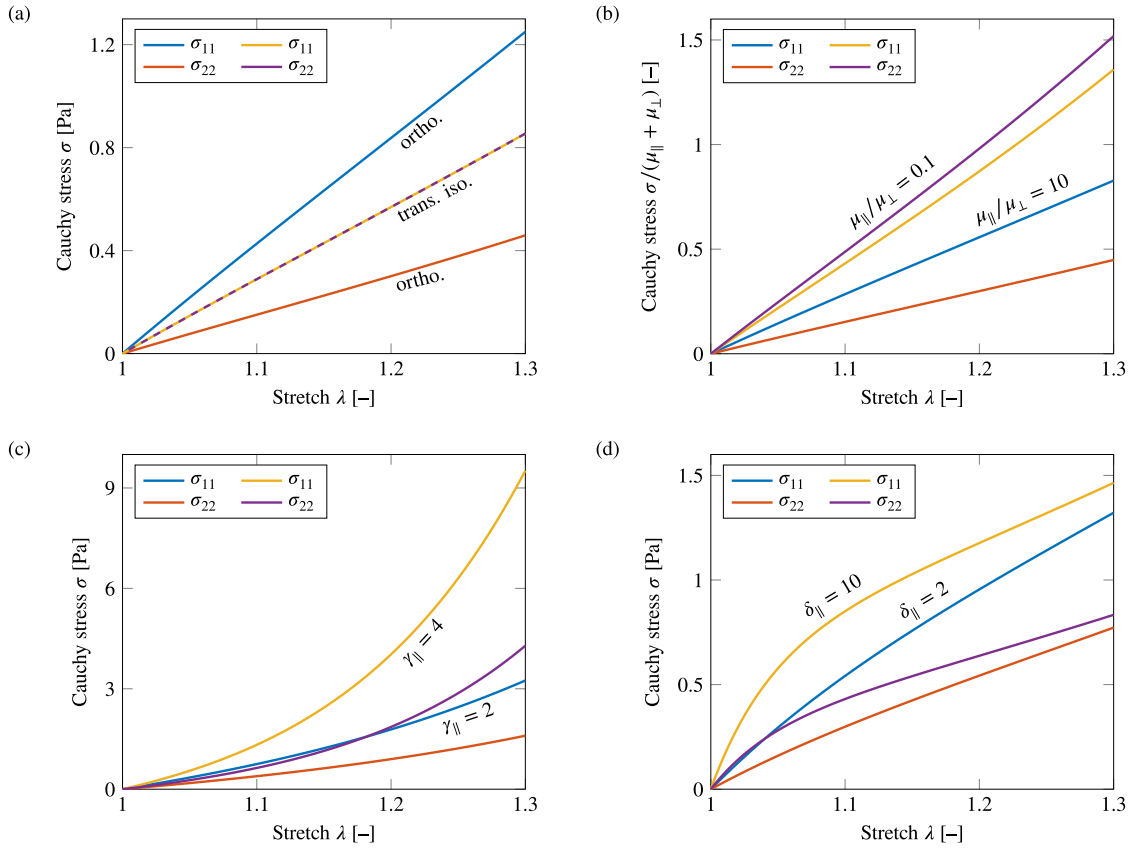 (a)
σ₁₁ σ₁₁
σ₂₂ σ₂₂
ortho.
trans. iso.
ortho.
1.2
0.8
0.4
0
1 1.1 1.2 1.3
Cauchy stress σ [Pa]
Stretch λ [–]
(b)
σ₁₁ σ₁₁
σ₂₂ σ₂₂
μ∥/μ⊥ = 0.1
μ∥/μ⊥ = 10
1.5
1
0.5
0
1 1.1 1.2 1.3
Cauchy stress σ/(μ∥ + μ⊥) [–]
Stretch λ [–]
(c)
σ₁₁ σ₁₁
σ₂₂ σ₂₂
γ∥ = 4
γ∥ = 2
9
6
3
0
1 1.1 1.2 1.3
Cauchy stress σ [Pa]
Stretch λ [–]
(d)
σ₁₁ σ₁₁
σ₂₂ σ₂₂
δ∥ = 10
δ∥ = 2
1.5
1
0.5
0
1 1.1 1.2 1.3
Cauchy stress σ [Pa]
Stretch λ [–]